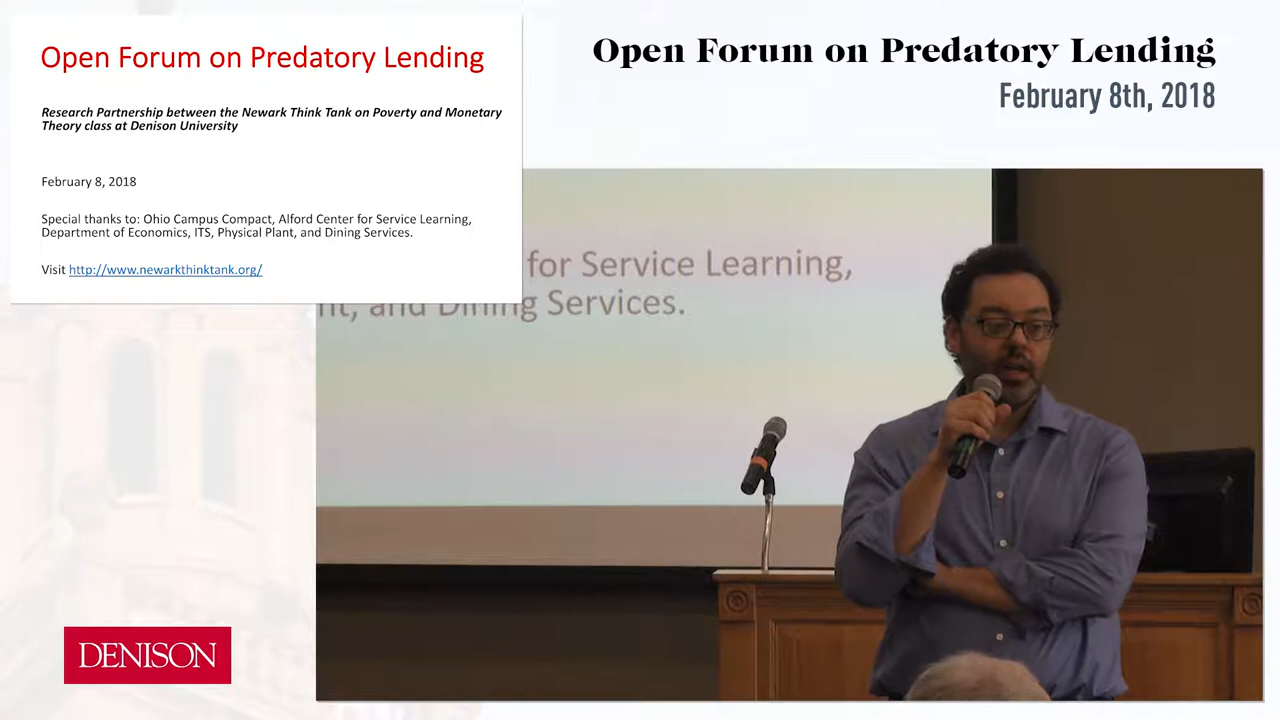 Open Forum on Predatory Lending
Research Partnership between the Newark Think Tank on Poverty and Monetary
Theory class at Denison University
February 8, 2018
Special thanks to: Ohio Campus Compact, Alford Center for Service Learning,
Department of Economics, ITS, Physical Plant, and Dining Services.
Visit http://www.newarkthinktank.org/
Open Forum on Predatory Lending
February 8th, 2018
for Service Learning,
nt, and Dining Services.
DENISON